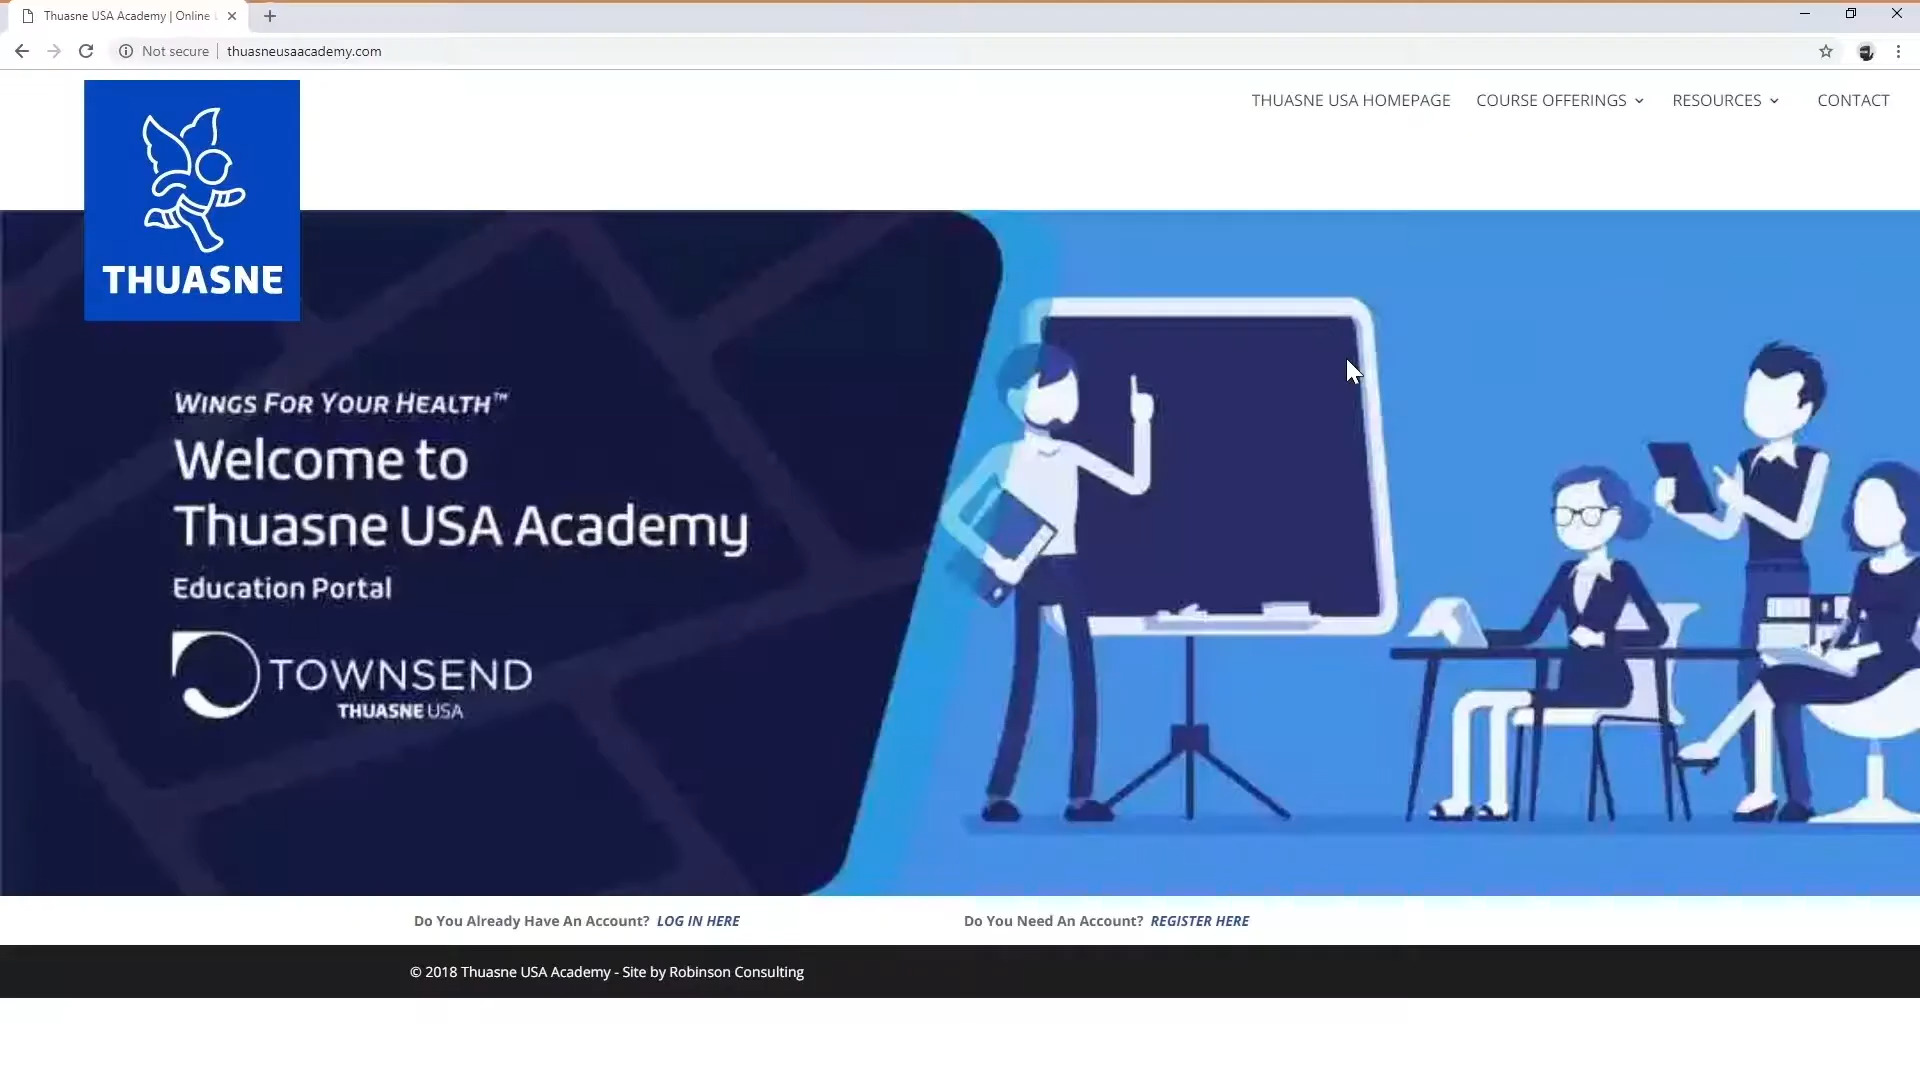 Thuasne USA Academy | Online
Not secure
thuasneusaacademy.com
THUASNE USA HOMEPAGE
COURSE OFFERINGS
RESOURCES
CONTACT
THUASNE
WINGS FOR YOUR HEALTH™
Welcome to
Thuasne USA Academy
Education Portal
TOWNSEND
THUASNE USA
Do You Already Have An Account? LOG IN HERE
Do You Need An Account? REGISTER HERE
© 2018 Thuasne USA Academy - Site by Robinson Consulting